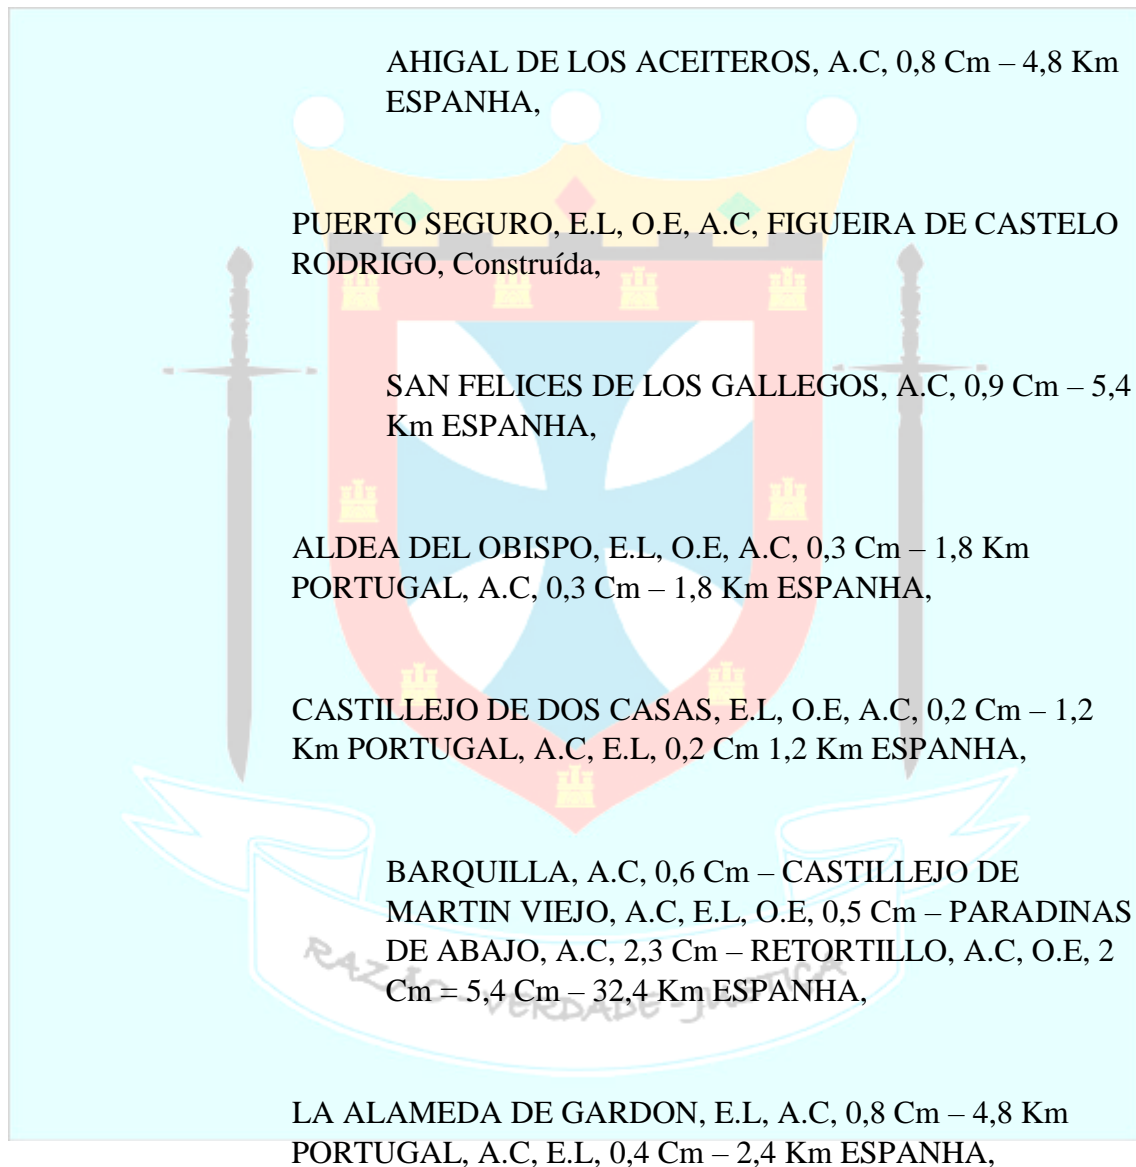 AHIGAL DE LOS ACEITEROS, A.C, 0,8 Cm – 4,8 Km
ESPANHA,
PUERTO SEGURO, E.L, O.E, A.C, FIGUEIRA DE CASTELO
RODRIGO, Construída,
SAN FELICES DE LOS GALLEGOS, A.C, 0,9 Cm – 5,4
Km ESPANHA,
ALDEA DEL OBISPO, E.L, O.E, A.C, 0,3 Cm – 1,8 Km
PORTUGAL, A.C, 0,3 Cm – 1,8 Km ESPANHA,
CASTILLEJO DE DOS CASAS, E.L, O.E, A.C, 0,2 Cm – 1,2
Km PORTUGAL, A.C, E.L, 0,2 Cm 1,2 Km ESPANHA,
BARQUILLA, A.C, 0,6 Cm – CASTILLEJO DE
MARTIN VIEJO, A.C, E.L, O.E, 0,5 Cm – PARADINAS
DE ABAJO, A.C, 2,3 Cm – RETORTILLO, A.C, O.E, 2
Cm = 5,4 Cm – 32,4 Km ESPANHA,
RAZÃO - VERDADE - JUSTIÇA
LA ALAMEDA DE GARDON, E.L, A.C, 0,8 Cm – 4,8 Km
PORTUGAL, A.C, E.L, 0,4 Cm – 2,4 Km ESPANHA,